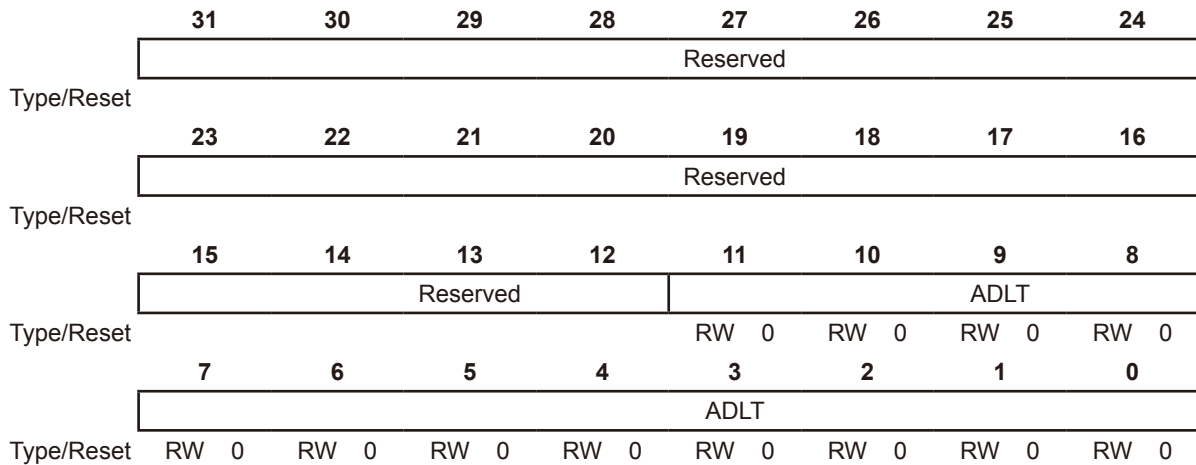 31 30 29 28 27 26 25 24
Reserved
Type/Reset
23 22 21 20 19 18 17 16
Reserved
Type/Reset
15 14 13 12 11 10 9 8
Reserved ADLT
Type/Reset RW 0 RW 0 RW 0 RW 0
7 6 5 4 3 2 1 0
ADLT
Type/Reset RW 0 RW 0 RW 0 RW 0 RW 0 RW 0 RW 0 RW 0